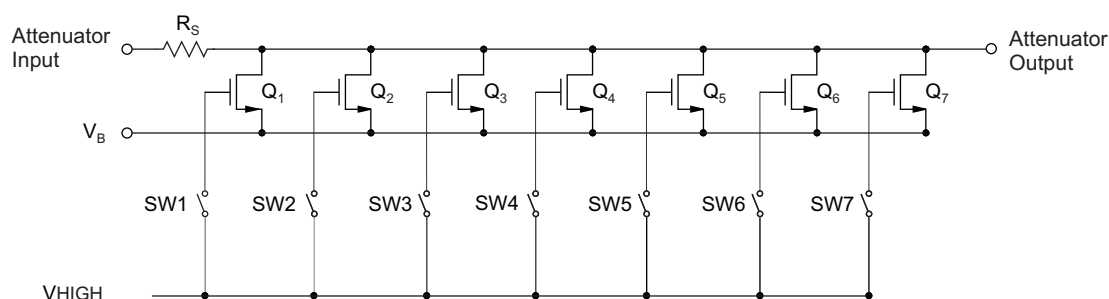 Attenuator
Input
RS
Attenuator
Output
Q1
Q2
Q3
Q4
Q5
Q6
Q7
VB
SW1
SW2
SW3
SW4
SW5
SW6
SW7
VHIGH